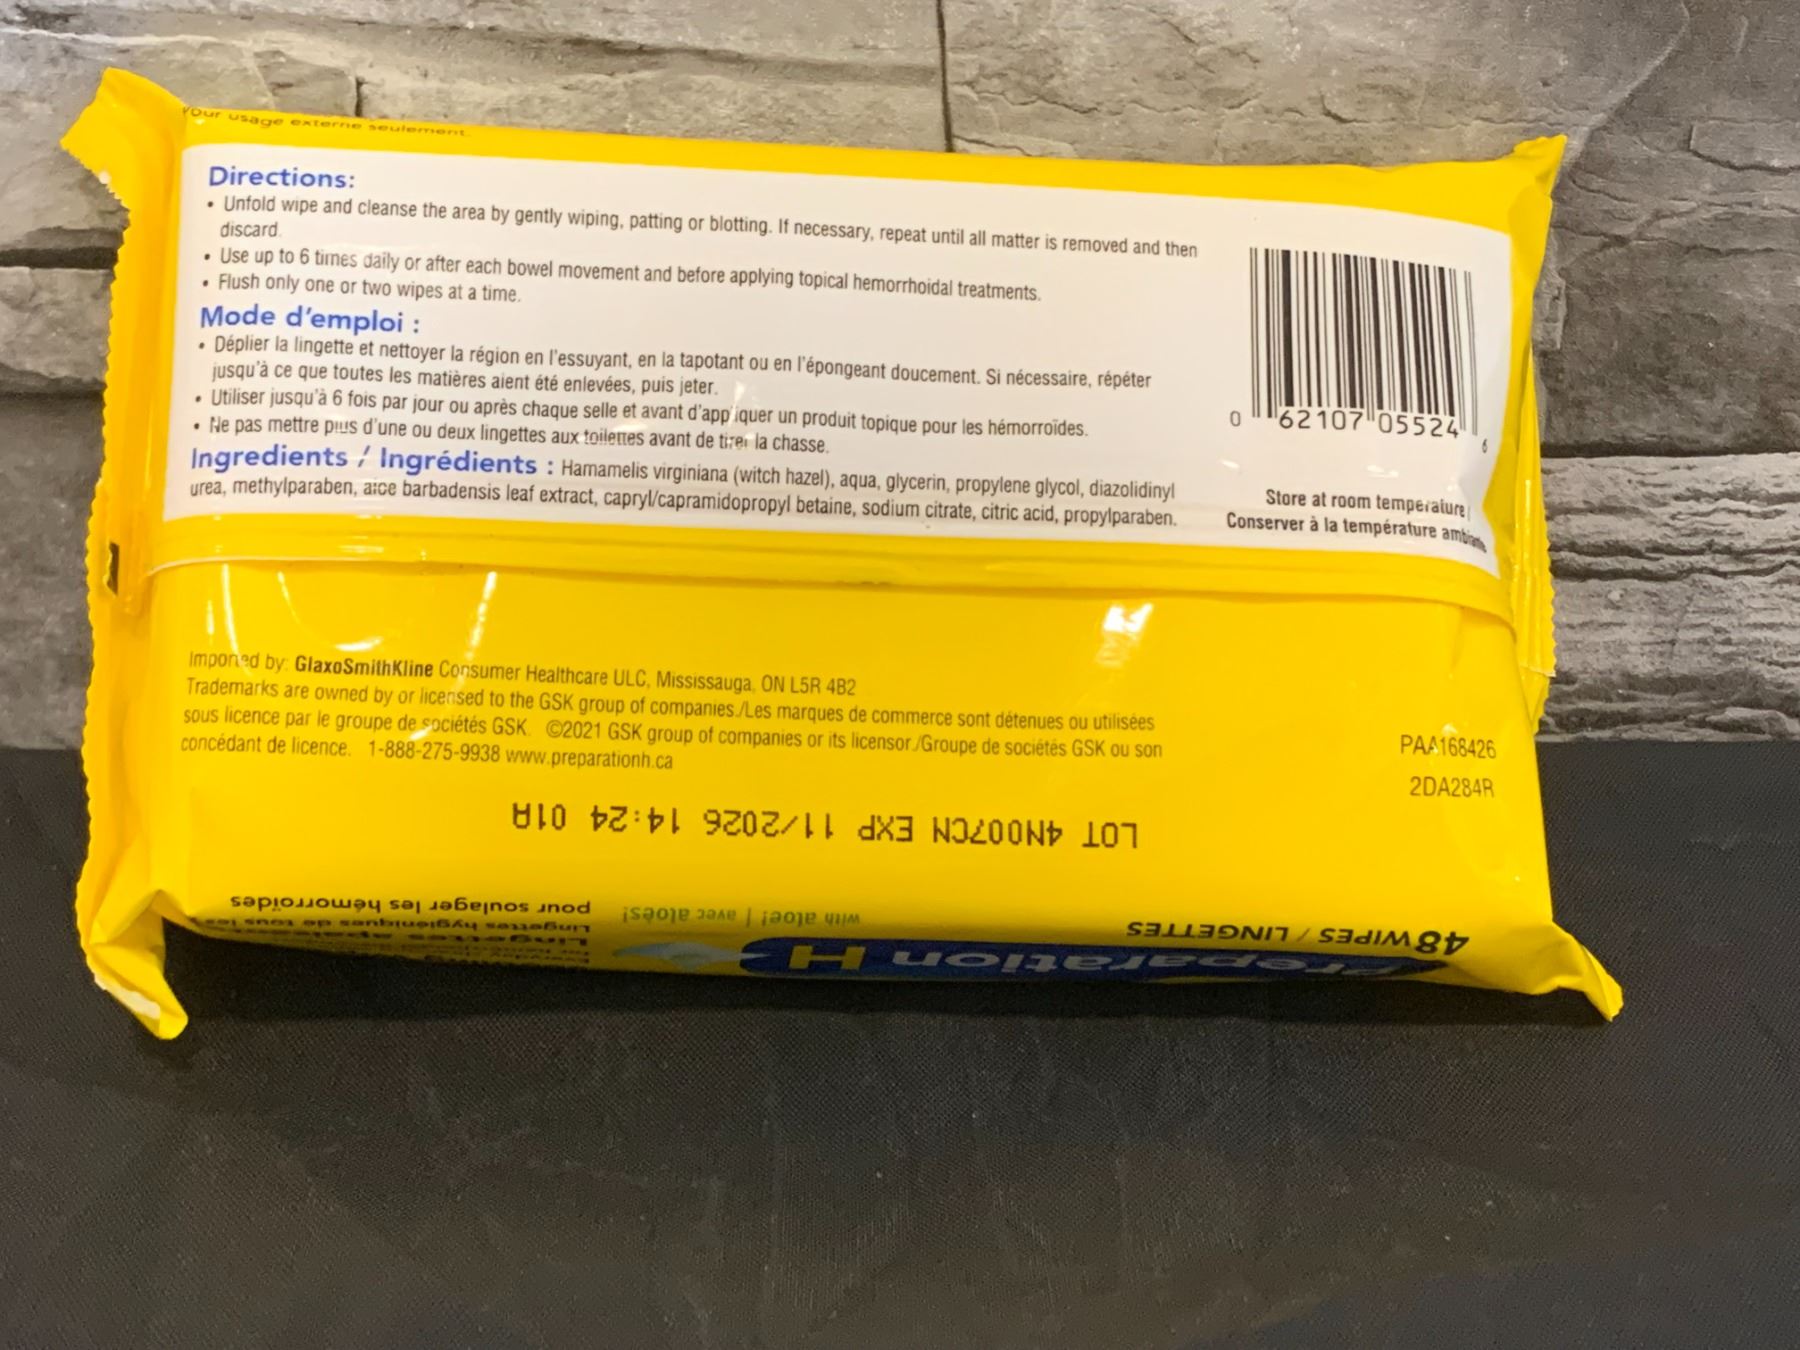 Pour usage externe seulement.
Directions:
• Unfold wipe and cleanse the area by gently wiping, patting or blotting. If necessary, repeat until all matter is removed and then
discard.
• Use up to 6 times daily or after each bowel movement and before applying topical hemorrhoidal treatments.
• Flush only one or two wipes at a time.
Mode d'emploi :
• Déplier la lingette et nettoyer la région en l'essuyant, en la tapotant ou en l'épongeant doucement. Si nécessaire, répéter
jusqu'à ce que toutes les matières aient été enlevées, puis jeter.
• Utiliser jusqu'à 6 fois par jour ou après chaque selle et avant d'appliquer un produit topique pour les hémorroïdes.
• Ne pas mettre plus d'une ou deux lingettes aux toilettes avant de tirer la chasse.
Ingredients / Ingrédients : Hamamelis virginiana (witch hazel), aqua, glycerin, propylene glycol, diazolidinyl
urea, methylparaben, aloe barbadensis leaf extract, capryl/capramidopropyl betaine, sodium citrate, citric acid, propylparaben.
0 62107 05524 6
Store at room temperature
Conserver à la température ambiante
Imported by: GlaxoSmithKline Consumer Healthcare ULC, Mississauga, ON L5R 4B2
Trademarks are owned by or licensed to the GSK group of companies./Les marques de commerce sont détenues ou utilisées
sous licence par le groupe de sociétés GSK. ©2021 GSK group of companies or its licensor./Groupe de sociétés GSK ou son
concédant de licence. 1-888-275-9938 www.preparationh.ca
PAA168426
2DA284R
LOT 4N007CN EXP 11/2026 14:24 01A
Preparation H
48 WIPES / LINGETTES
with aloe! | avec aloès!
Lingettes
Lingettes hygiéniques de tous les
pour soulager les hémorroïdes